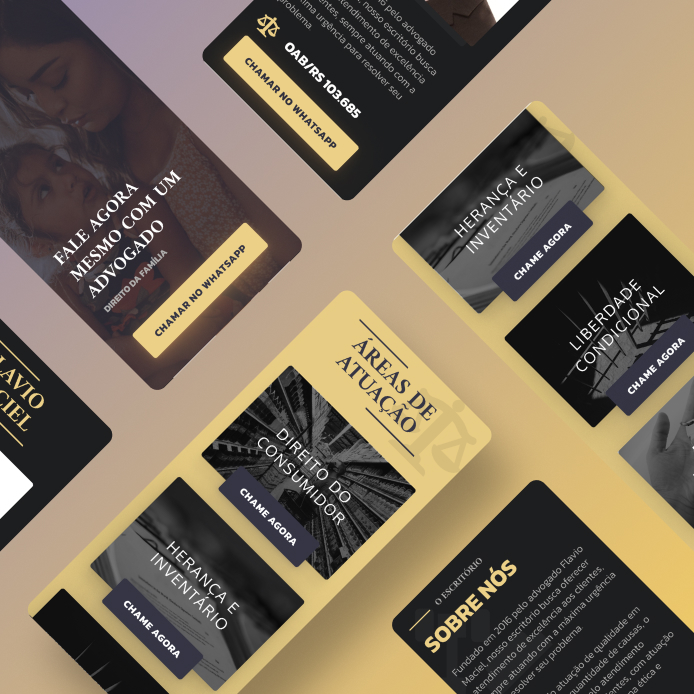 FALE AGORA
MESMO COM UM
ADVOGADO
DIREITO DA FAMÍLIA
CHAMAR NO WHATSAPP
pelo advogado
nosso escritório busca
atendimento de excelência
sempre atuando com a
urgência para resolver seu
problema
OAB/RS 103.685
CHAMAR NO WHATSAPP
HERANÇA E
INVENTÁRIO
CHAME AGORA
LIBERDADE
CONDICIONAL
CHAME AGORA
ÁREAS DE
ATUAÇÃO
DIREITO DO
CONSUMIDOR
CHAME AGORA
HERANÇA E
INVENTÁRIO
CHAME AGORA
LAVIO
CIEL
O ESCRITÓRIO
SOBRE NÓS
Fundado em 2016 pelo advogado Flavio
Maciel, nosso escritório busca oferecer
atendimento de excelência aos clientes,
sempre atuando com a máxima urgência
resolver seu problema
atuação de qualidade em
quantidade de causas, o
atendimento
com atuação
ética e